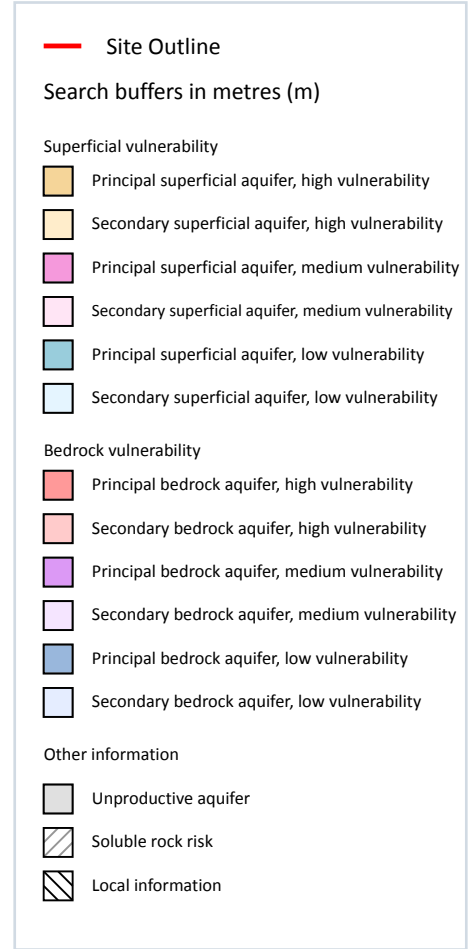 Site Outline
Search buffers in metres (m)
Superficial vulnerability
Principal superficial aquifer, high vulnerability
Secondary superficial aquifer, high vulnerability
Principal superficial aquifer, medium vulnerability
Secondary superficial aquifer, medium vulnerability
Principal superficial aquifer, low vulnerability
Secondary superficial aquifer, low vulnerability
Bedrock vulnerability
Principal bedrock aquifer, high vulnerability
Secondary bedrock aquifer, high vulnerability
Principal bedrock aquifer, medium vulnerability
Secondary bedrock aquifer, medium vulnerability
Principal bedrock aquifer, low vulnerability
Secondary bedrock aquifer, low vulnerability
Other information
Unproductive aquifer
Soluble rock risk
Local information